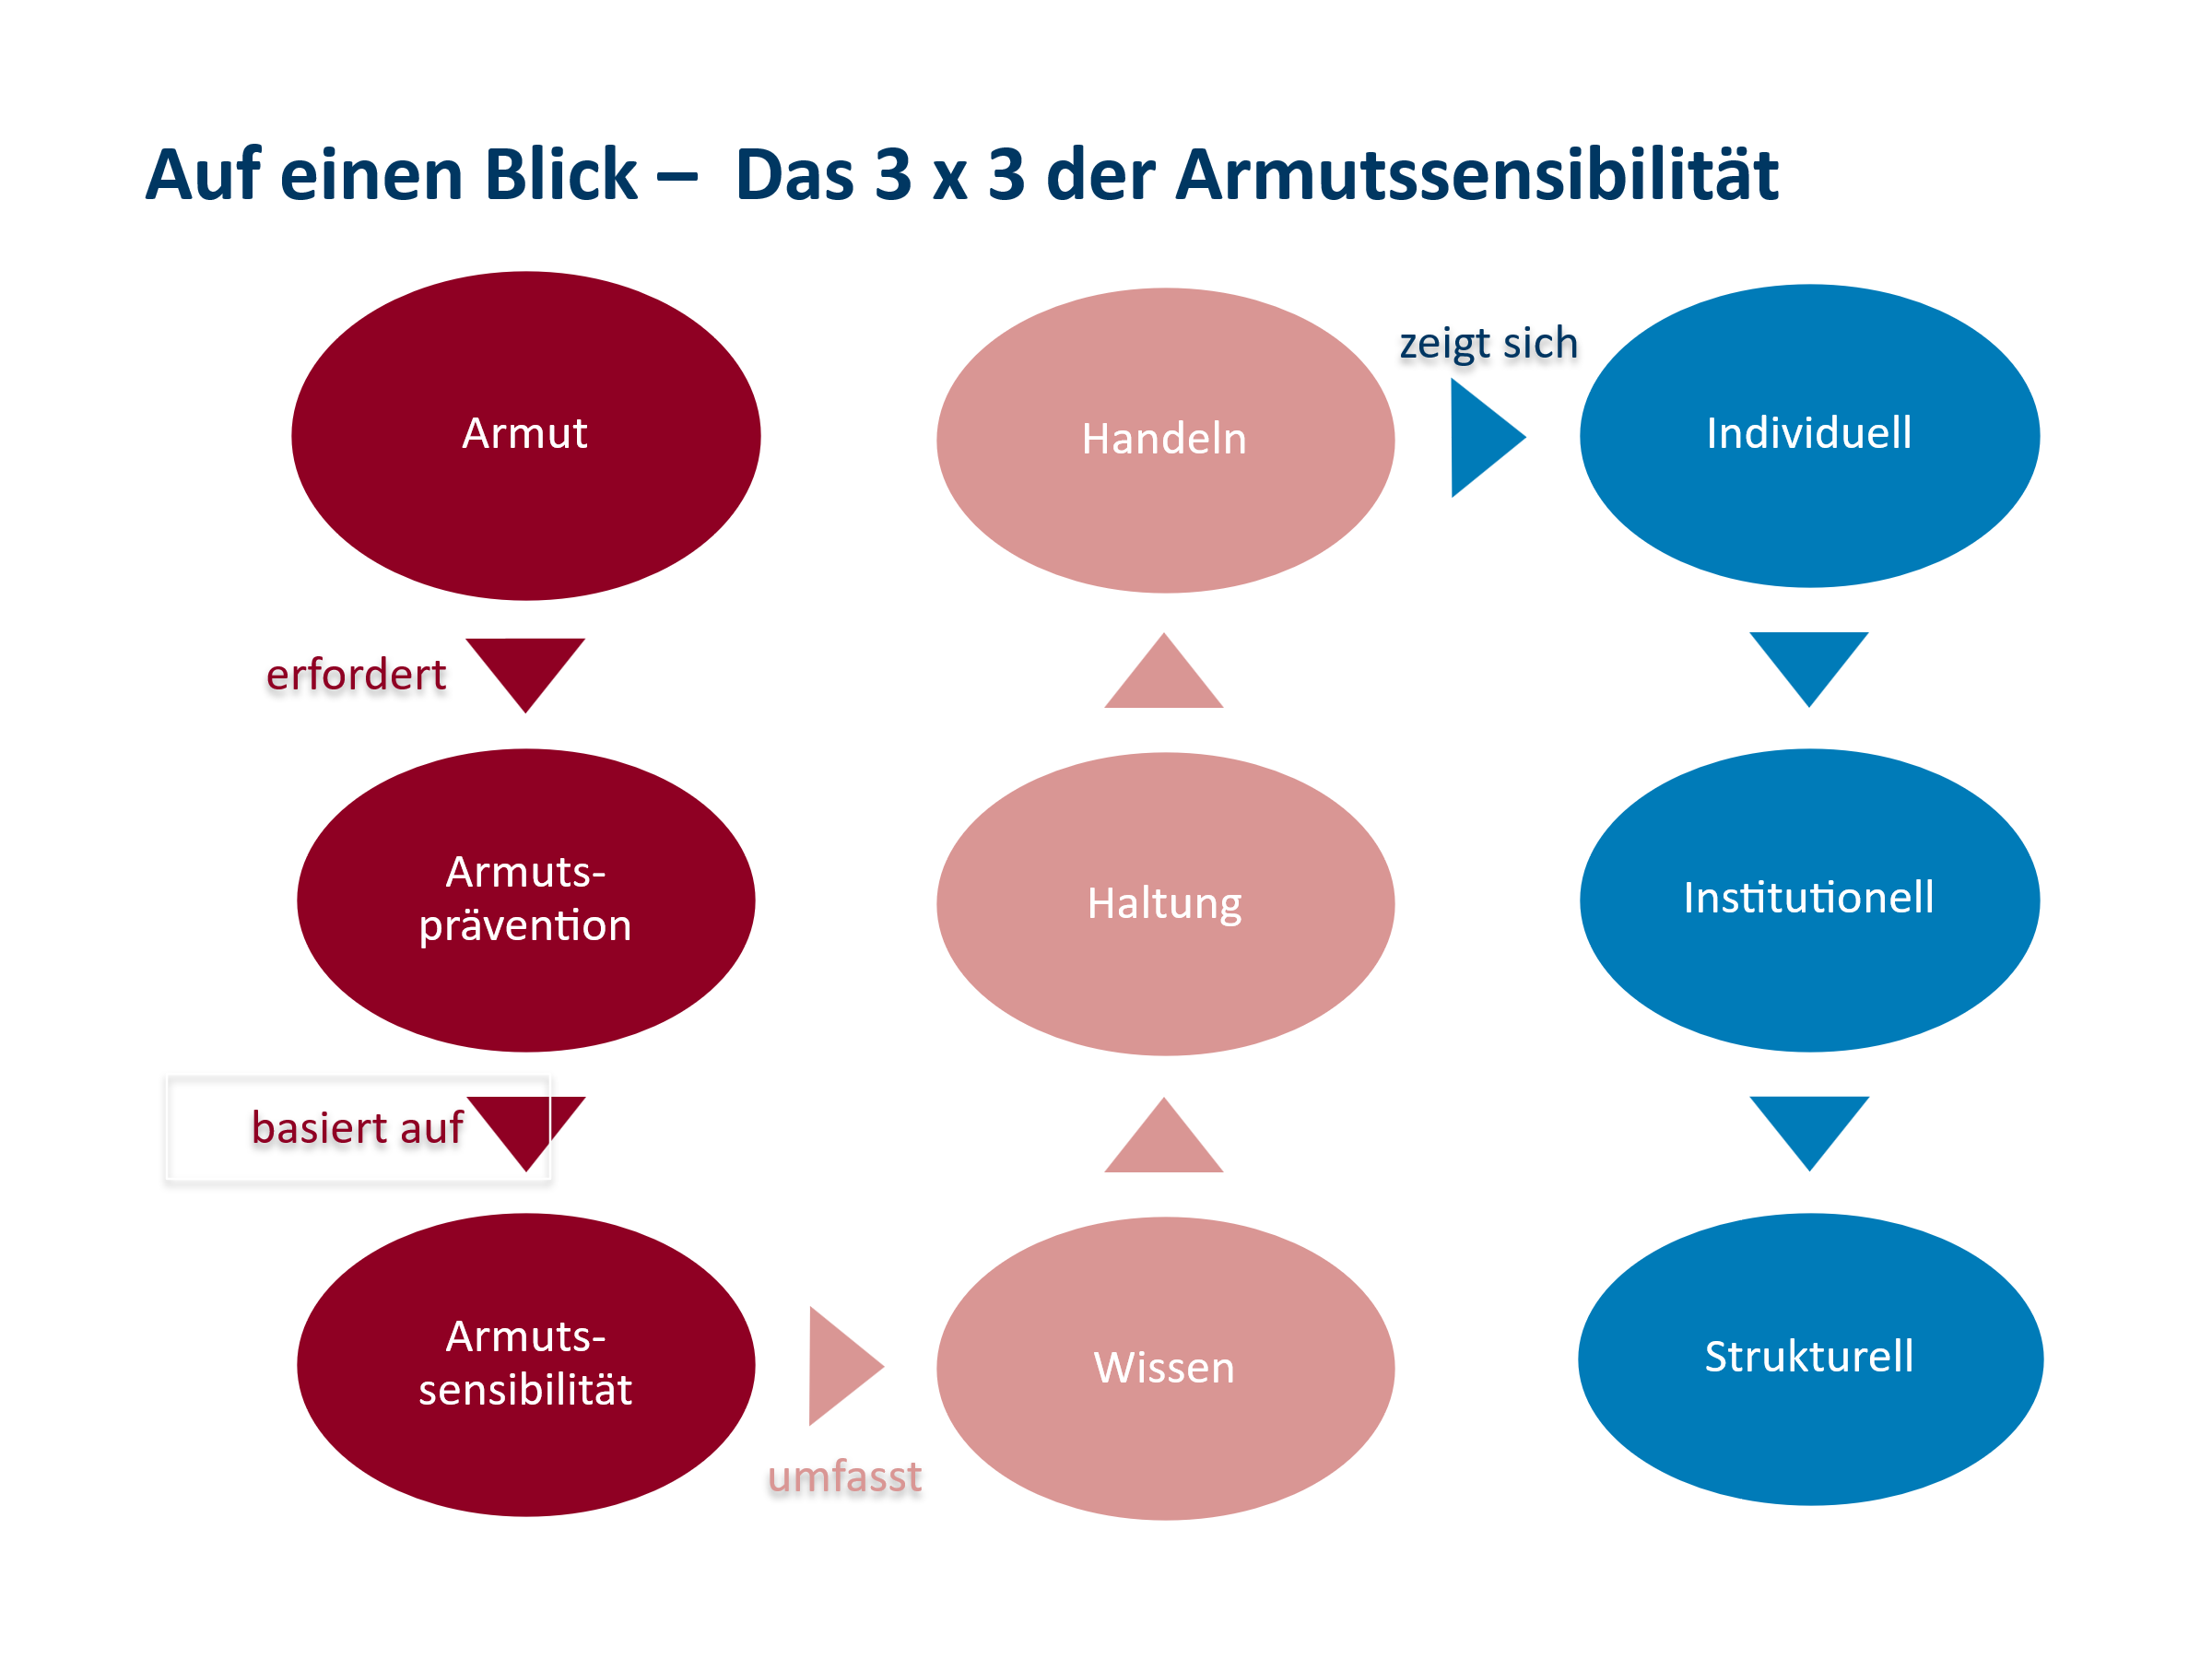 Auf einen Blick – Das 3 x 3 der Armutssensibilität
Armut
erfordert
Armuts-
prävention
basiert auf
Armuts-
sensibilität
umfasst
Wissen
Haltung
Handeln
zeigt sich
Individuell
Institutionell
Strukturell